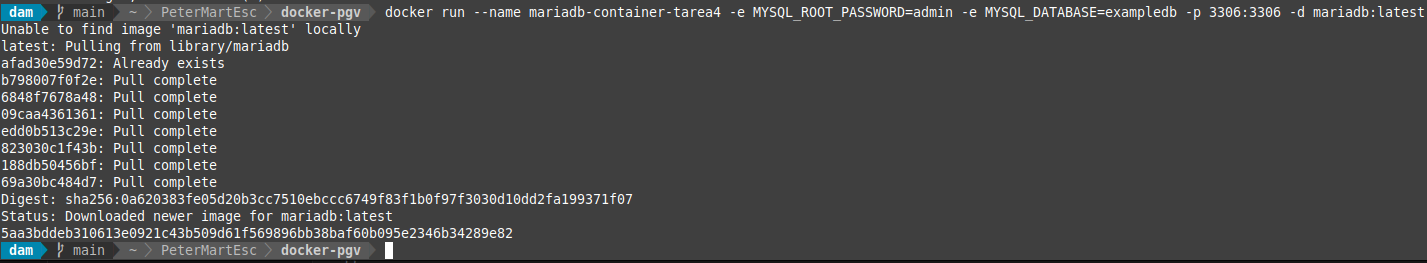 dam main ~ PeterMartEsc docker-pgv docker run --name mariadb-container-tarea4 -e MYSQL_ROOT_PASSWORD=admin -e MYSQL_DATABASE=exampledb -p 3306:3306 -d mariadb:latest
Unable to find image 'mariadb:latest' locally
latest: Pulling from library/mariadb
afad30e59d72: Already exists
b798007f0f2e: Pull complete
6848f7678a48: Pull complete
09caa4361361: Pull complete
edd0b513c29e: Pull complete
823030c1f43b: Pull complete
188db50456bf: Pull complete
69a30bc484d7: Pull complete
Digest: sha256:0a620383fe05d20b3cc7510ebccc6749f83f1b0f97f3030d10dd2fa199371f07
Status: Downloaded newer image for mariadb:latest
5aa3bddeb310613e0921c43b509d61f569896bb38baf60b095e2346b34289e82
dam main ~ PeterMartEsc docker-pgv